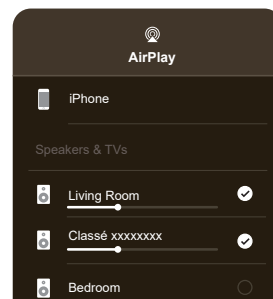 AirPlay
iPhone
Speakers & TVs
Living Room
Classé xxxxxxxx
Bedroom